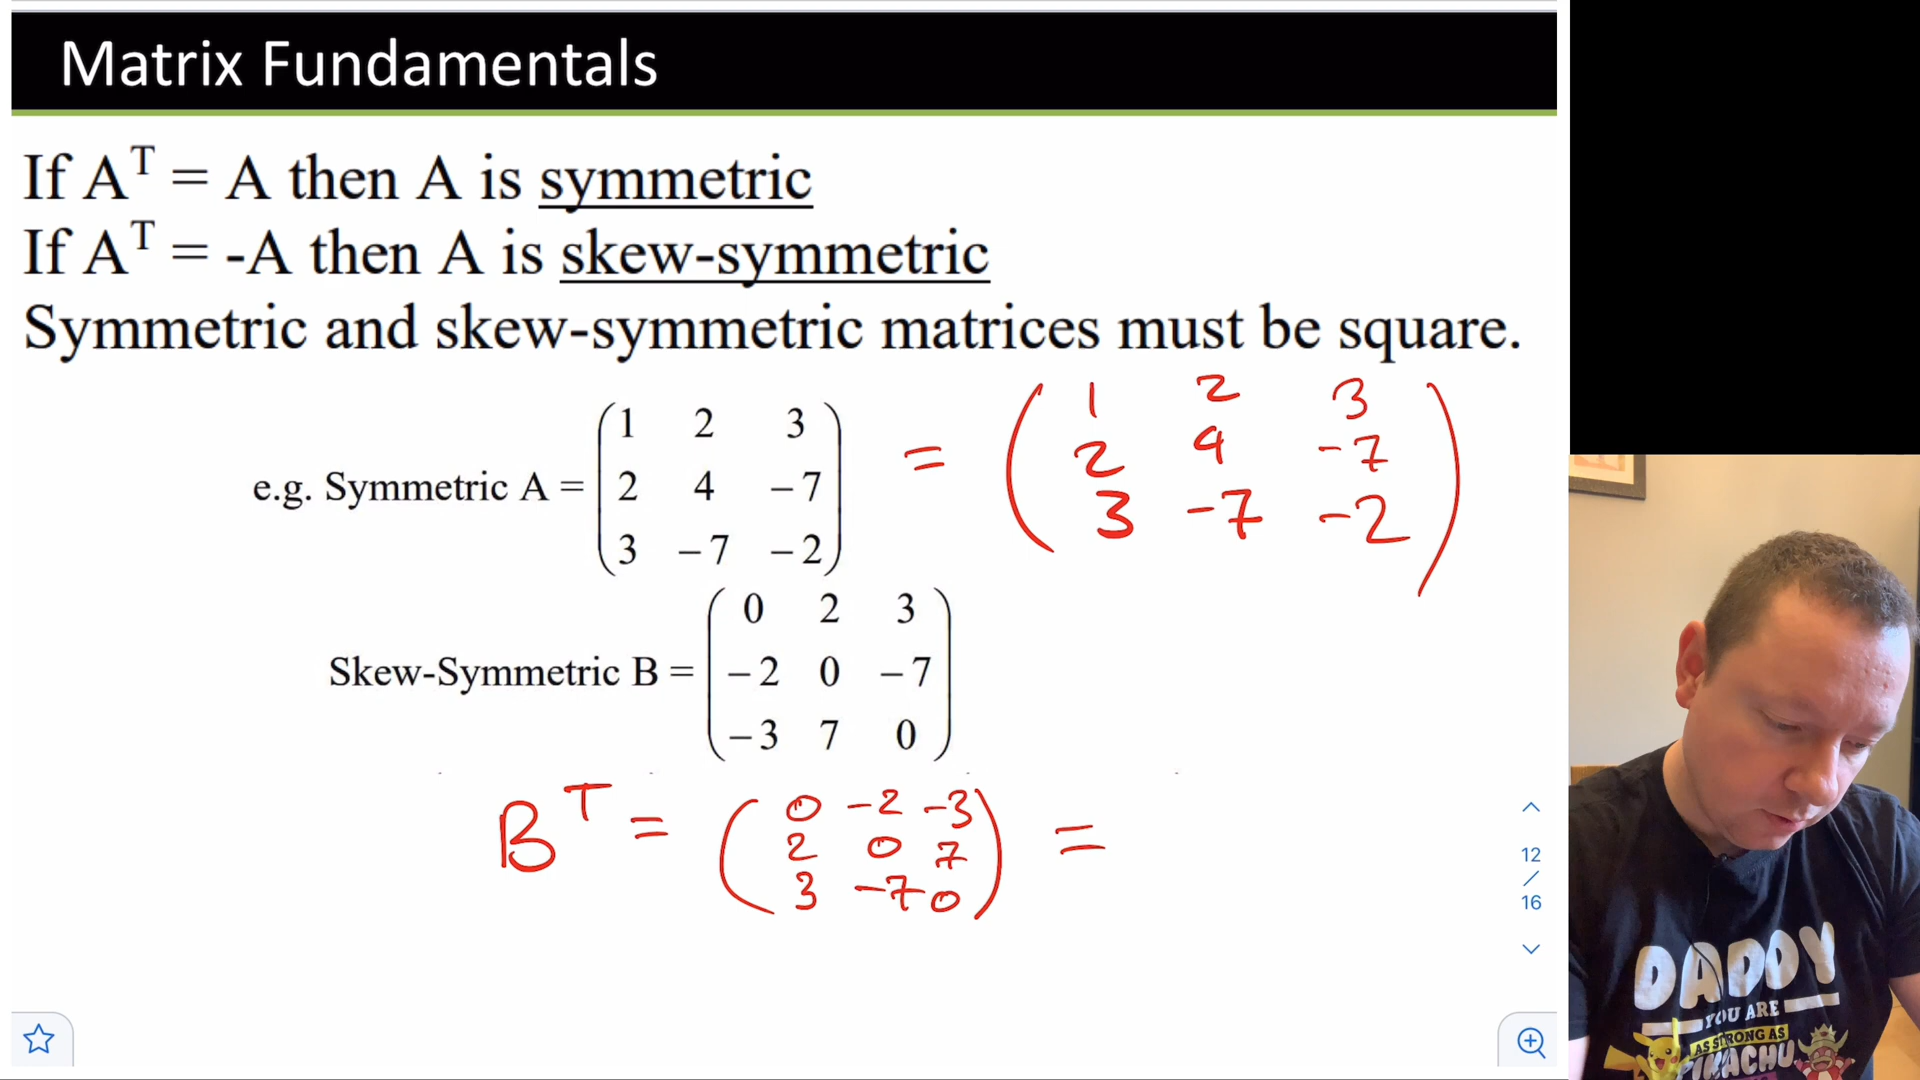 Matrix Fundamentals
If Aᵀ = A then A is symmetric
If Aᵀ = -A then A is skew-symmetric
Symmetric and skew-symmetric matrices must be square.
e.g. Symmetric A =
1 2 3
2 4 −7
3 −7 −2
=
1 2 3
2 4 -7
3 -7 -2
Skew-Symmetric B =
0 2 3
−2 0 −7
−3 7 0
Bᵀ =
0 -2 -3
2 0 7
3 -7 0
=
12
/
16
DADDY
YOU ARE
AS STRONG AS
PIKACHU